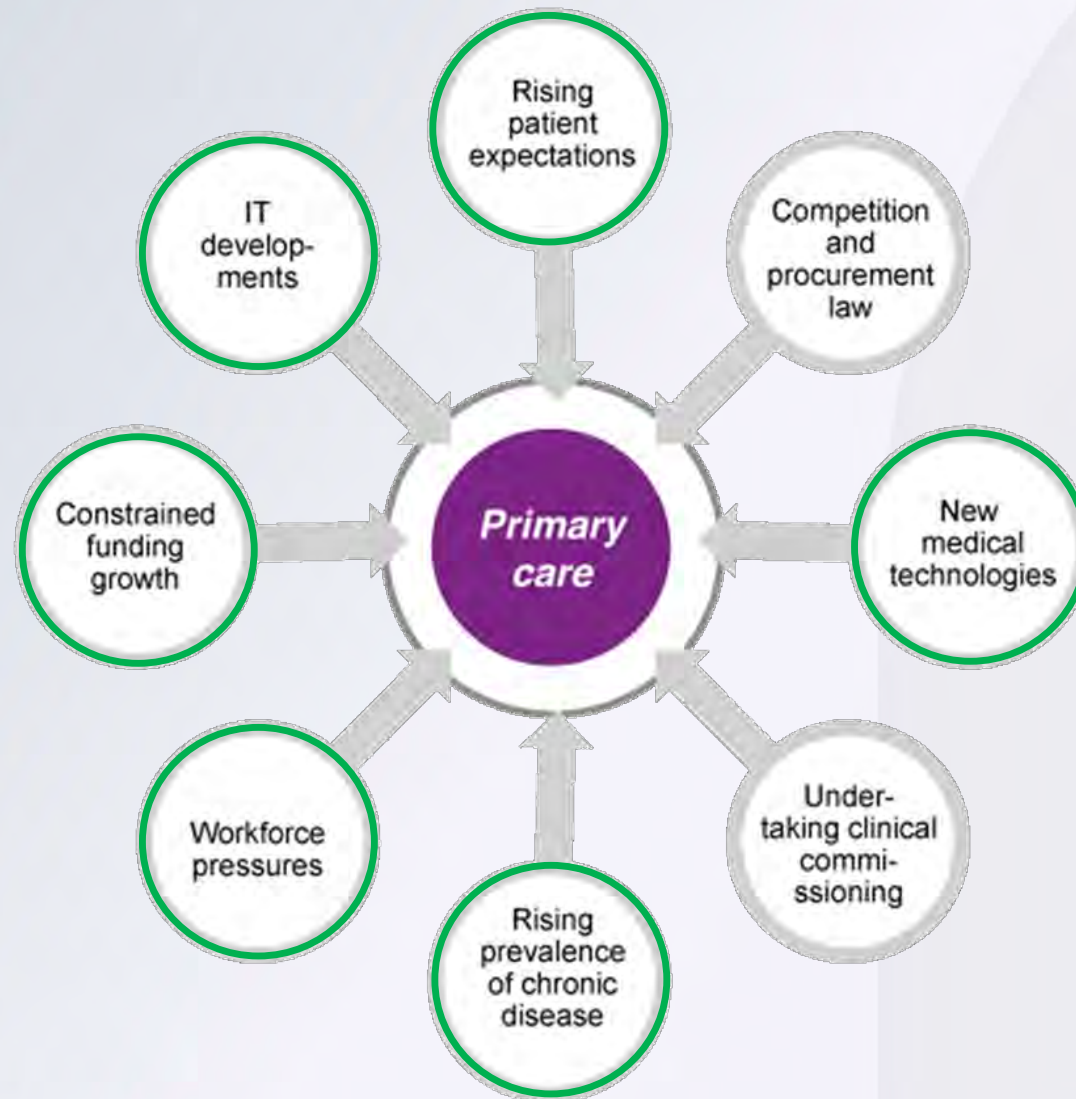 Rising
patient
expectations
Competition
and
procurement
law
New
medical
technologies
Under-
taking clinical
commi-
ssioning
Rising
prevalence
of chronic
disease
Workforce
pressures
Constrained
funding
growth
IT
develop-
ments
Primary
care